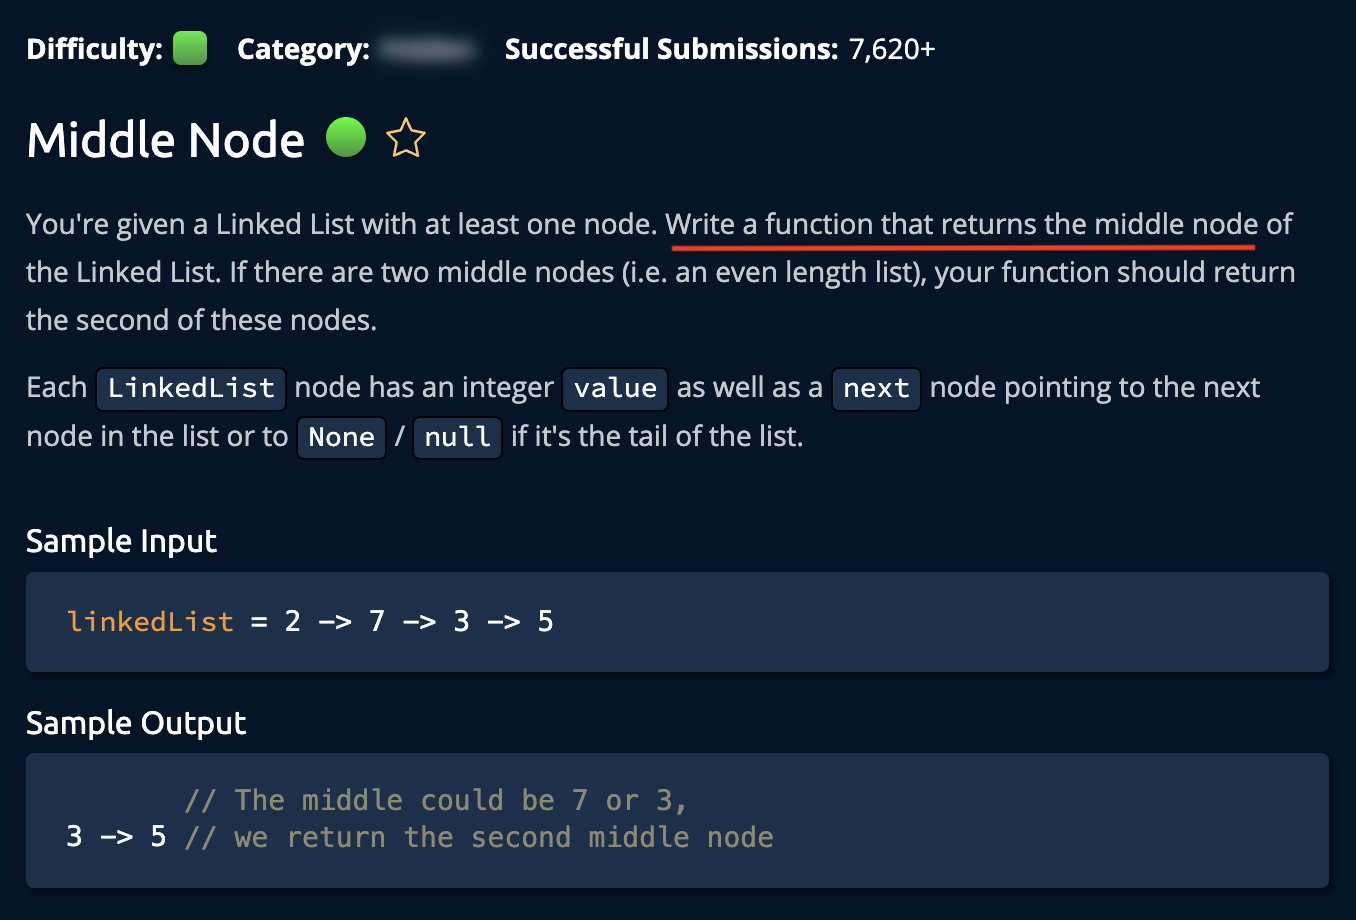 Difficulty: Category: Successful Submissions: 7,620+
Middle Node
You're given a Linked List with at least one node. Write a function that returns the middle node of
the Linked List. If there are two middle nodes (i.e. an even length list), your function should return
the second of these nodes.
Each LinkedList node has an integer value as well as a next node pointing to the next
node in the list or to None / null if it's the tail of the list.
Sample Input
linkedList = 2 -> 7 -> 3 -> 5
Sample Output
// The middle could be 7 or 3,
3 -> 5 // we return the second middle node